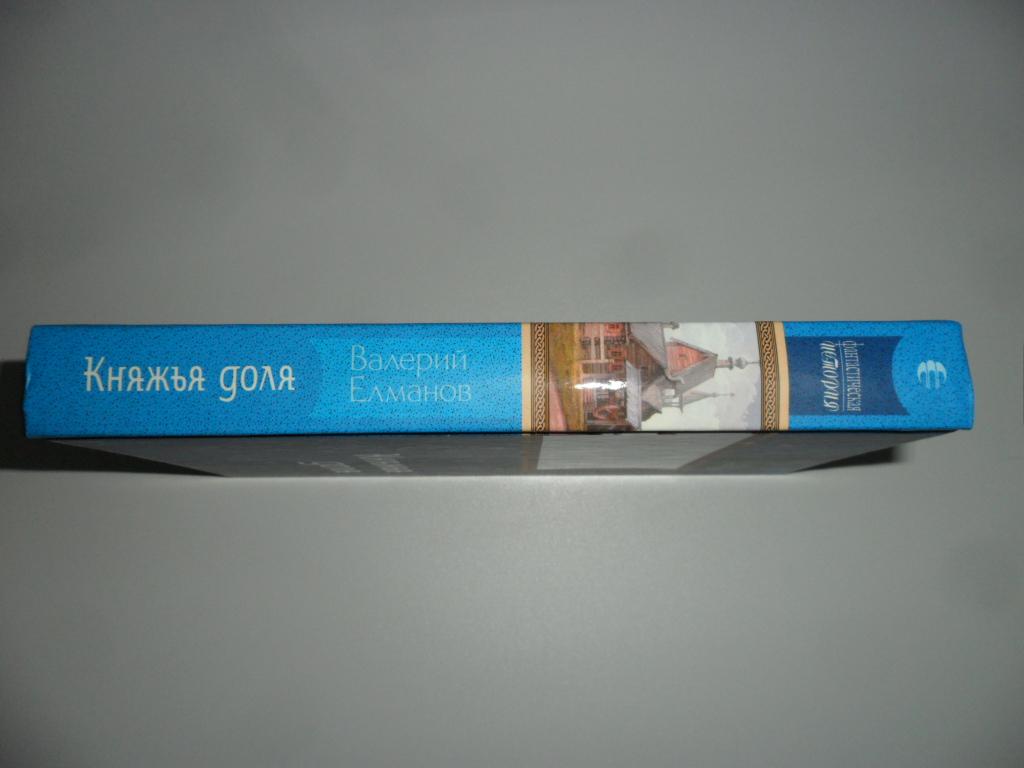 Княжья доля
Валерий
Елманов
фантастическая
история